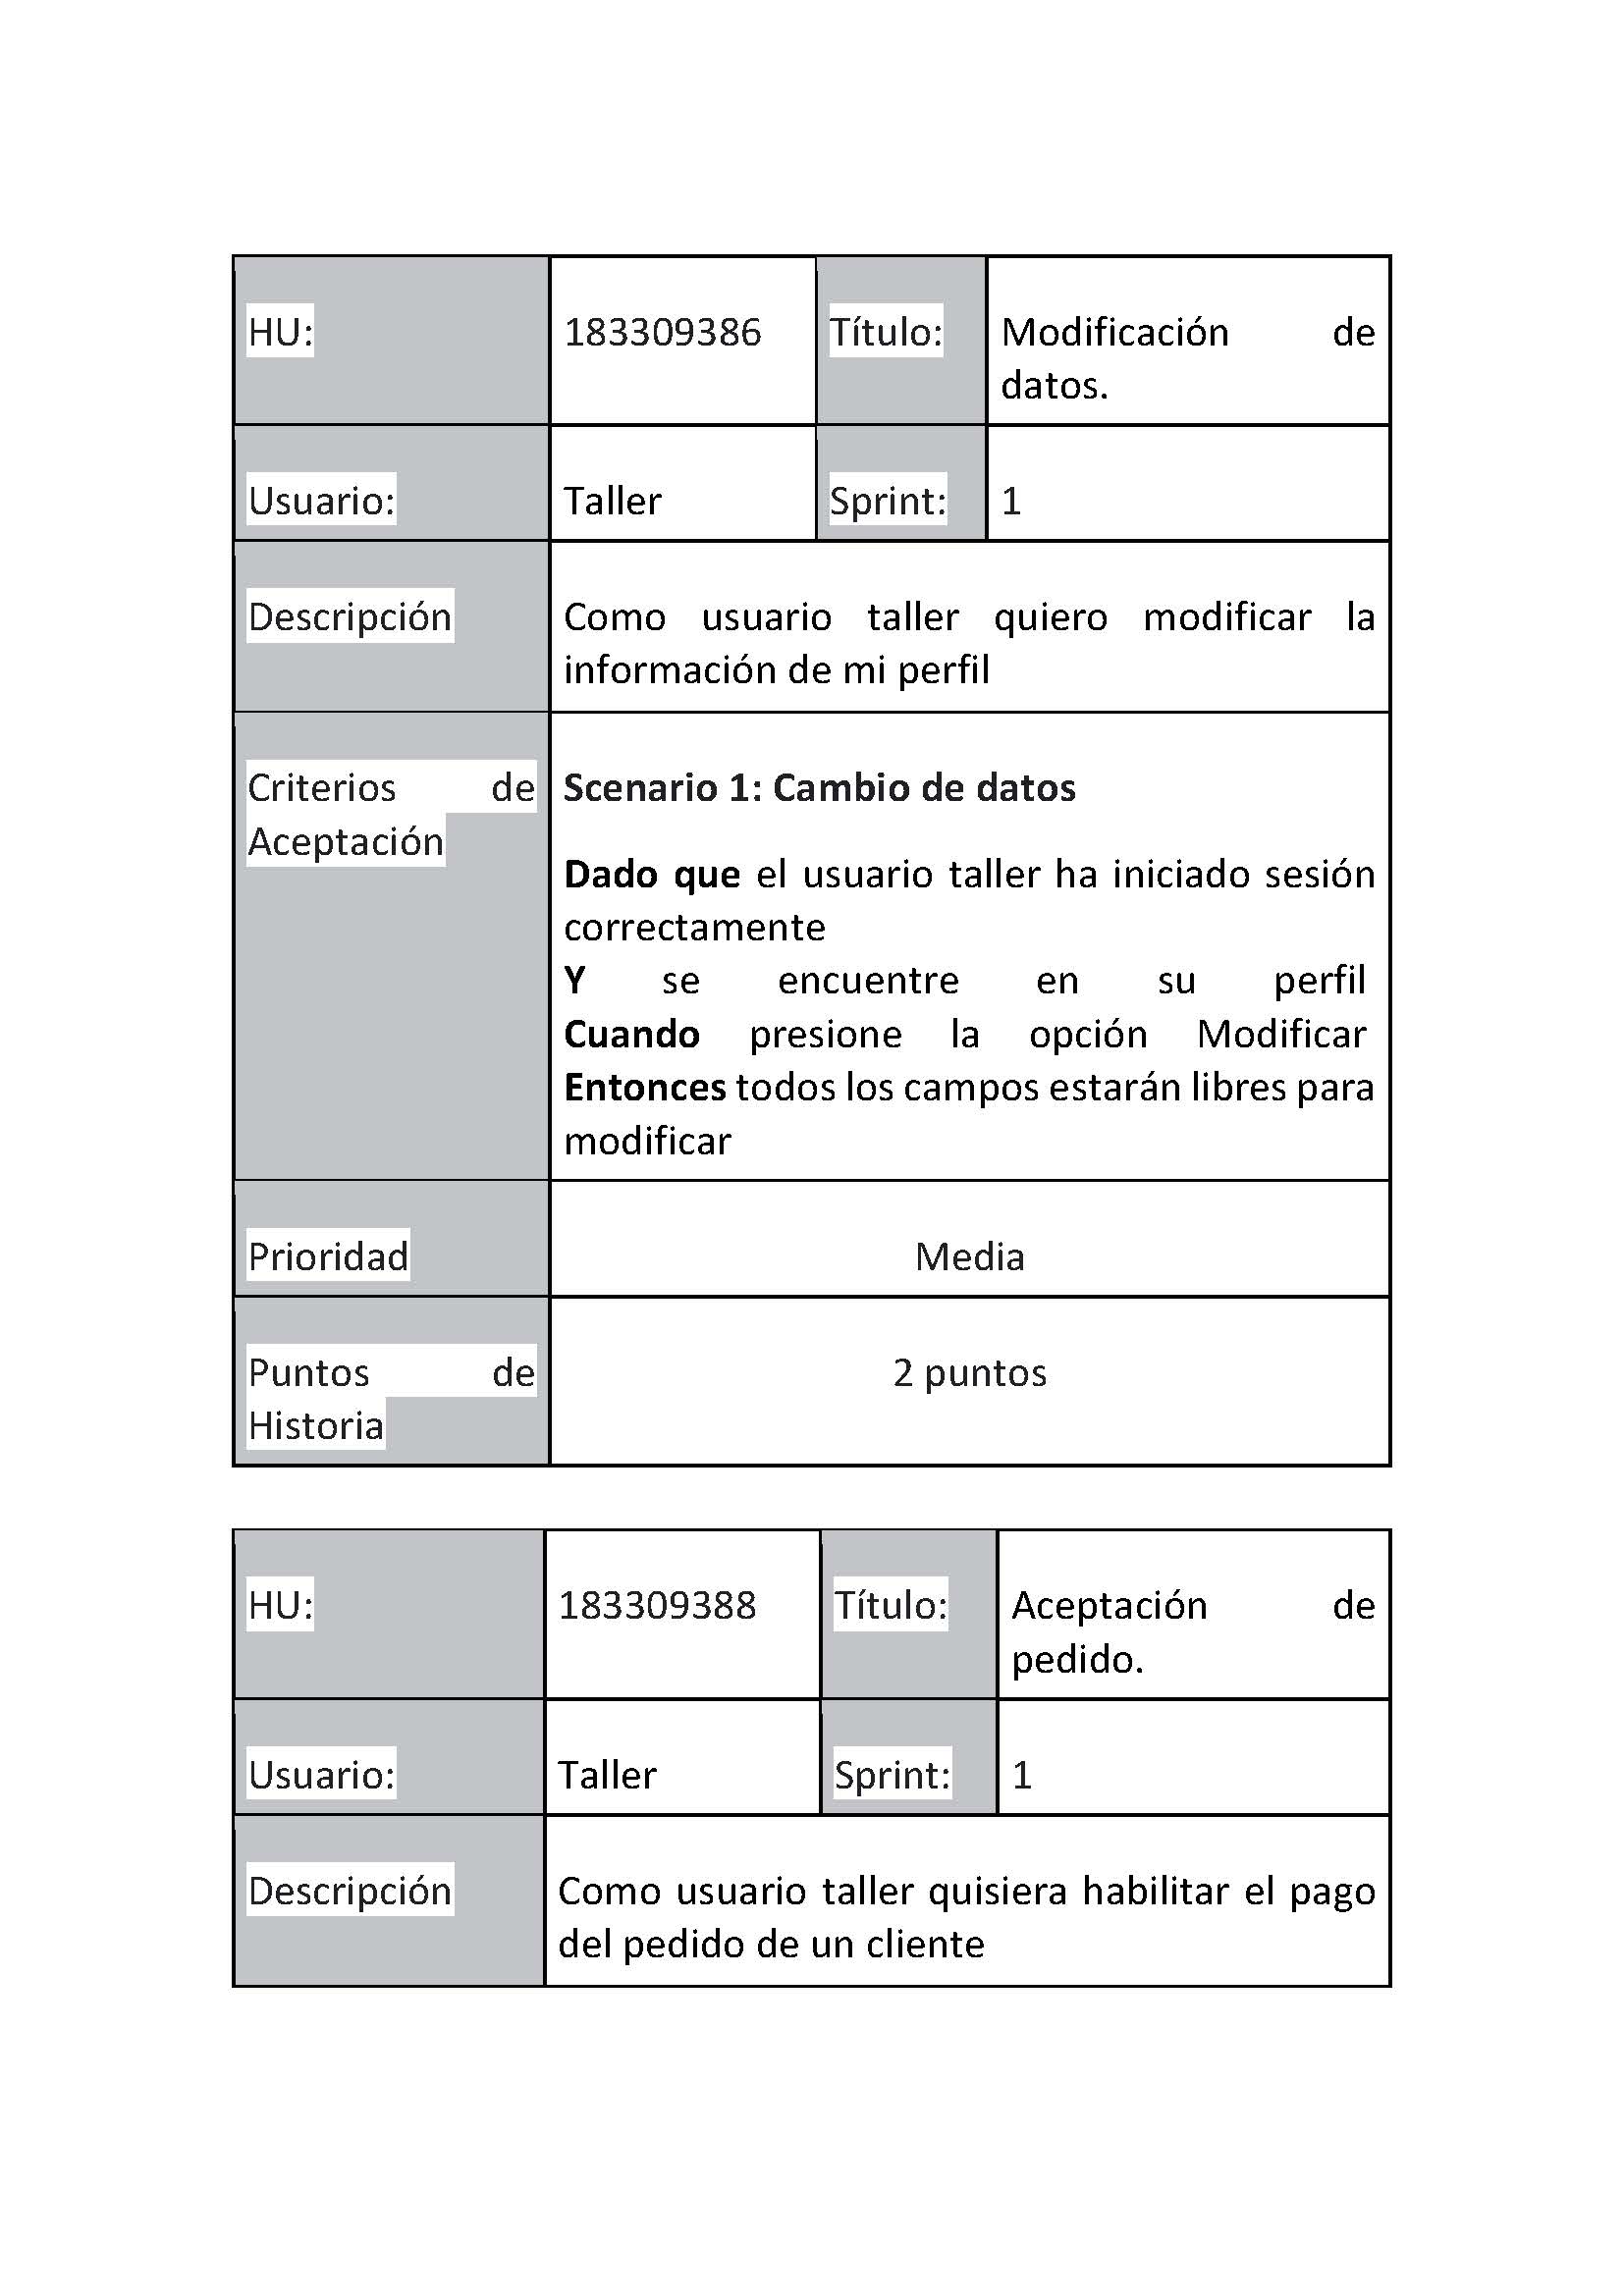 HU: 183309386 Título: Modificación de
datos.
Usuario: Taller Sprint: 1
Descripción Como usuario taller quiero modificar la
información de mi perfil
Criterios de Scenario 1: Cambio de datos
Aceptación
Dado que el usuario taller ha iniciado sesión
correctamente
Y se encuentre en su perfil
Cuando presione la opción Modificar
Entonces todos los campos estarán libres para
modificar
Prioridad Media
Puntos de 2 puntos
Historia
HU: 183309388 Título: Aceptación de
pedido.
Usuario: Taller Sprint: 1
Descripción Como usuario taller quisiera habilitar el pago
del pedido de un cliente